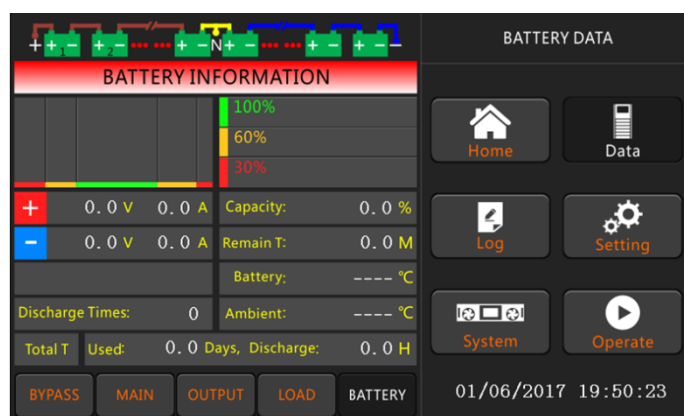 + + 1 - + 2 - + - N + - + - + - -
BATTERY INFORMATION
100%
60%
30%
+ 0.0 V 0.0 A
- 0.0 V 0.0 A
Capacity: 0.0 %
Remain T: 0.0 M
Battery: ---- ℃
Discharge Times: 0
Ambient: ---- ℃
Total T Used: 0.0 Days, Discharge: 0.0 H
BYPASS MAIN OUTPUT LOAD BATTERY
BATTERY DATA
Home
Data
Log
Setting
System
Operate
01/06/2017 19:50:23